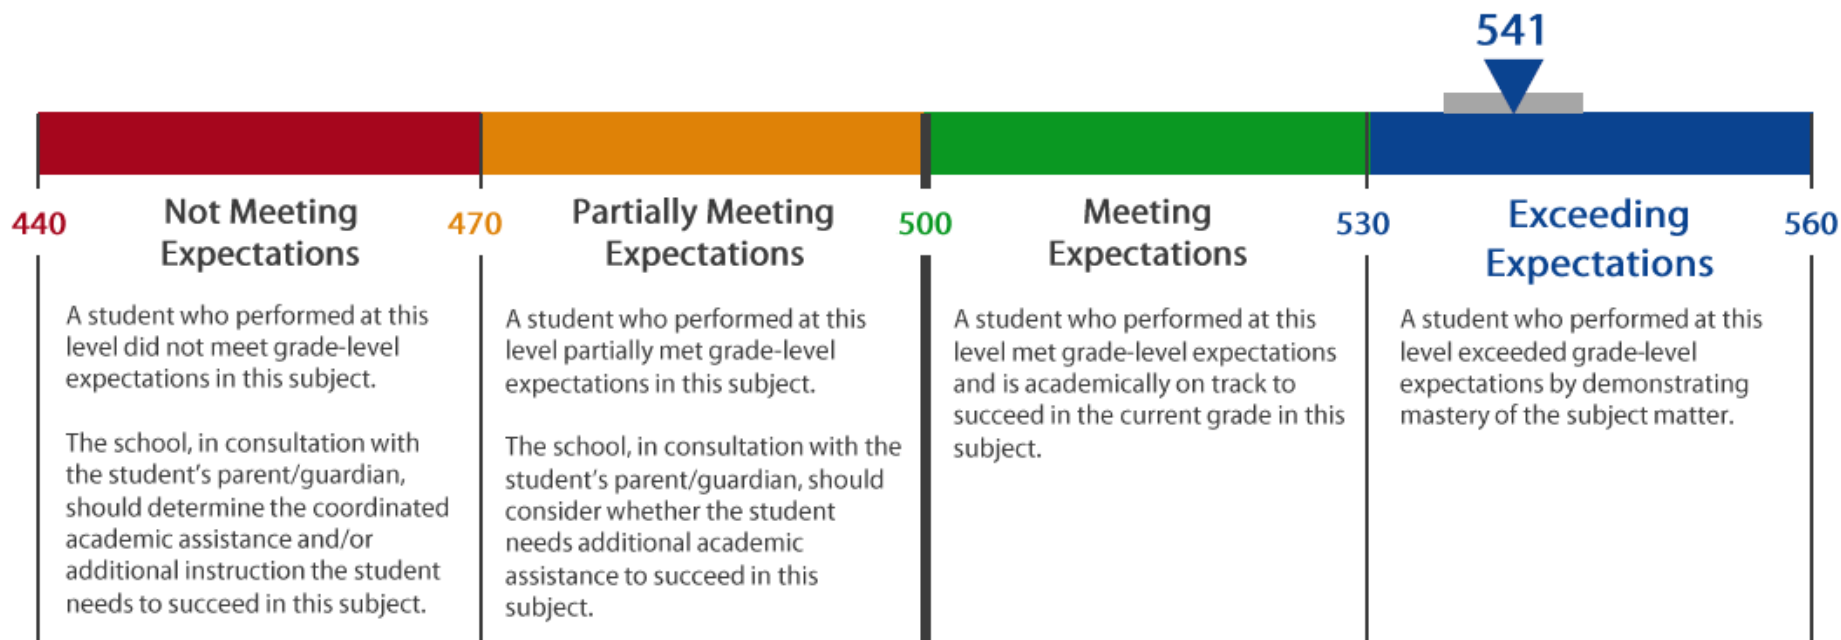 541
440
Not Meeting
Expectations
470
Partially Meeting
Expectations
500
Meeting
Expectations
530
Exceeding
Expectations
560
A student who performed at this
level did not meet grade-level
expectations in this subject.
The school, in consultation with
the student's parent/guardian,
should determine the coordinated
academic assistance and/or
additional instruction the student
needs to succeed in this subject.
A student who performed at this
level partially met grade-level
expectations in this subject.
The school, in consultation with the
student's parent/guardian, should
consider whether the student
needs additional academic
assistance to succeed in this
subject.
A student who performed at this
level met grade-level expectations
and is academically on track to
succeed in the current grade in this
subject.
A student who performed at this
level exceeded grade-level
expectations by demonstrating
mastery of the subject matter.